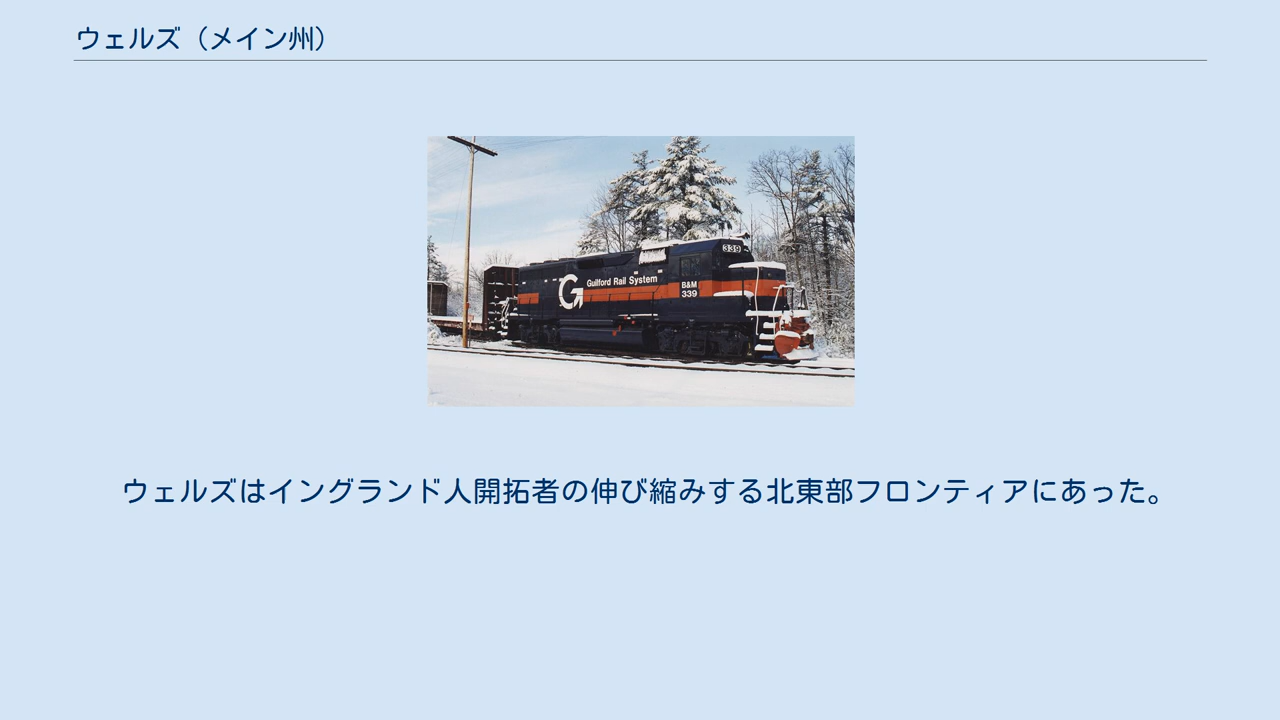 ウェルズ（メイン州）
339
Guilford Rail System
B&M
339
ウェルズはイングランド人開拓者の伸び縮みする北東部フロンティアにあった。